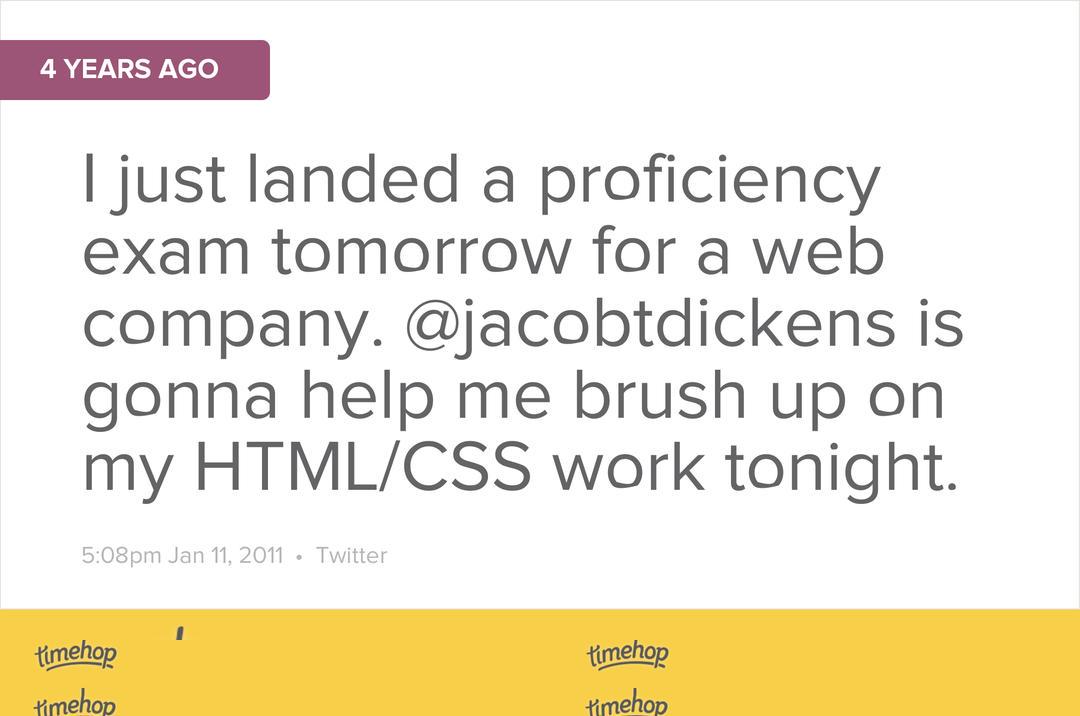 4 YEARS AGO
I just landed a proficiency
exam tomorrow for a web
company. @jacobtdickens is
gonna help me brush up on
my HTML/CSS work tonight.
5:08pm Jan 11, 2011 • Twitter
timehop timehop
timehop timehop